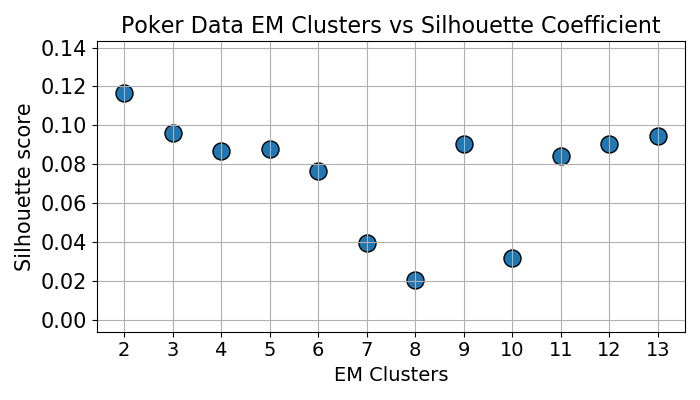 Poker Data EM Clusters vs Silhouette Coefficient
0.14
0.12
0.10
0.08
0.06
0.04
0.02
0.00
Silhouette score
2 3 4 5 6 7 8 9 10 11 12 13
EM Clusters